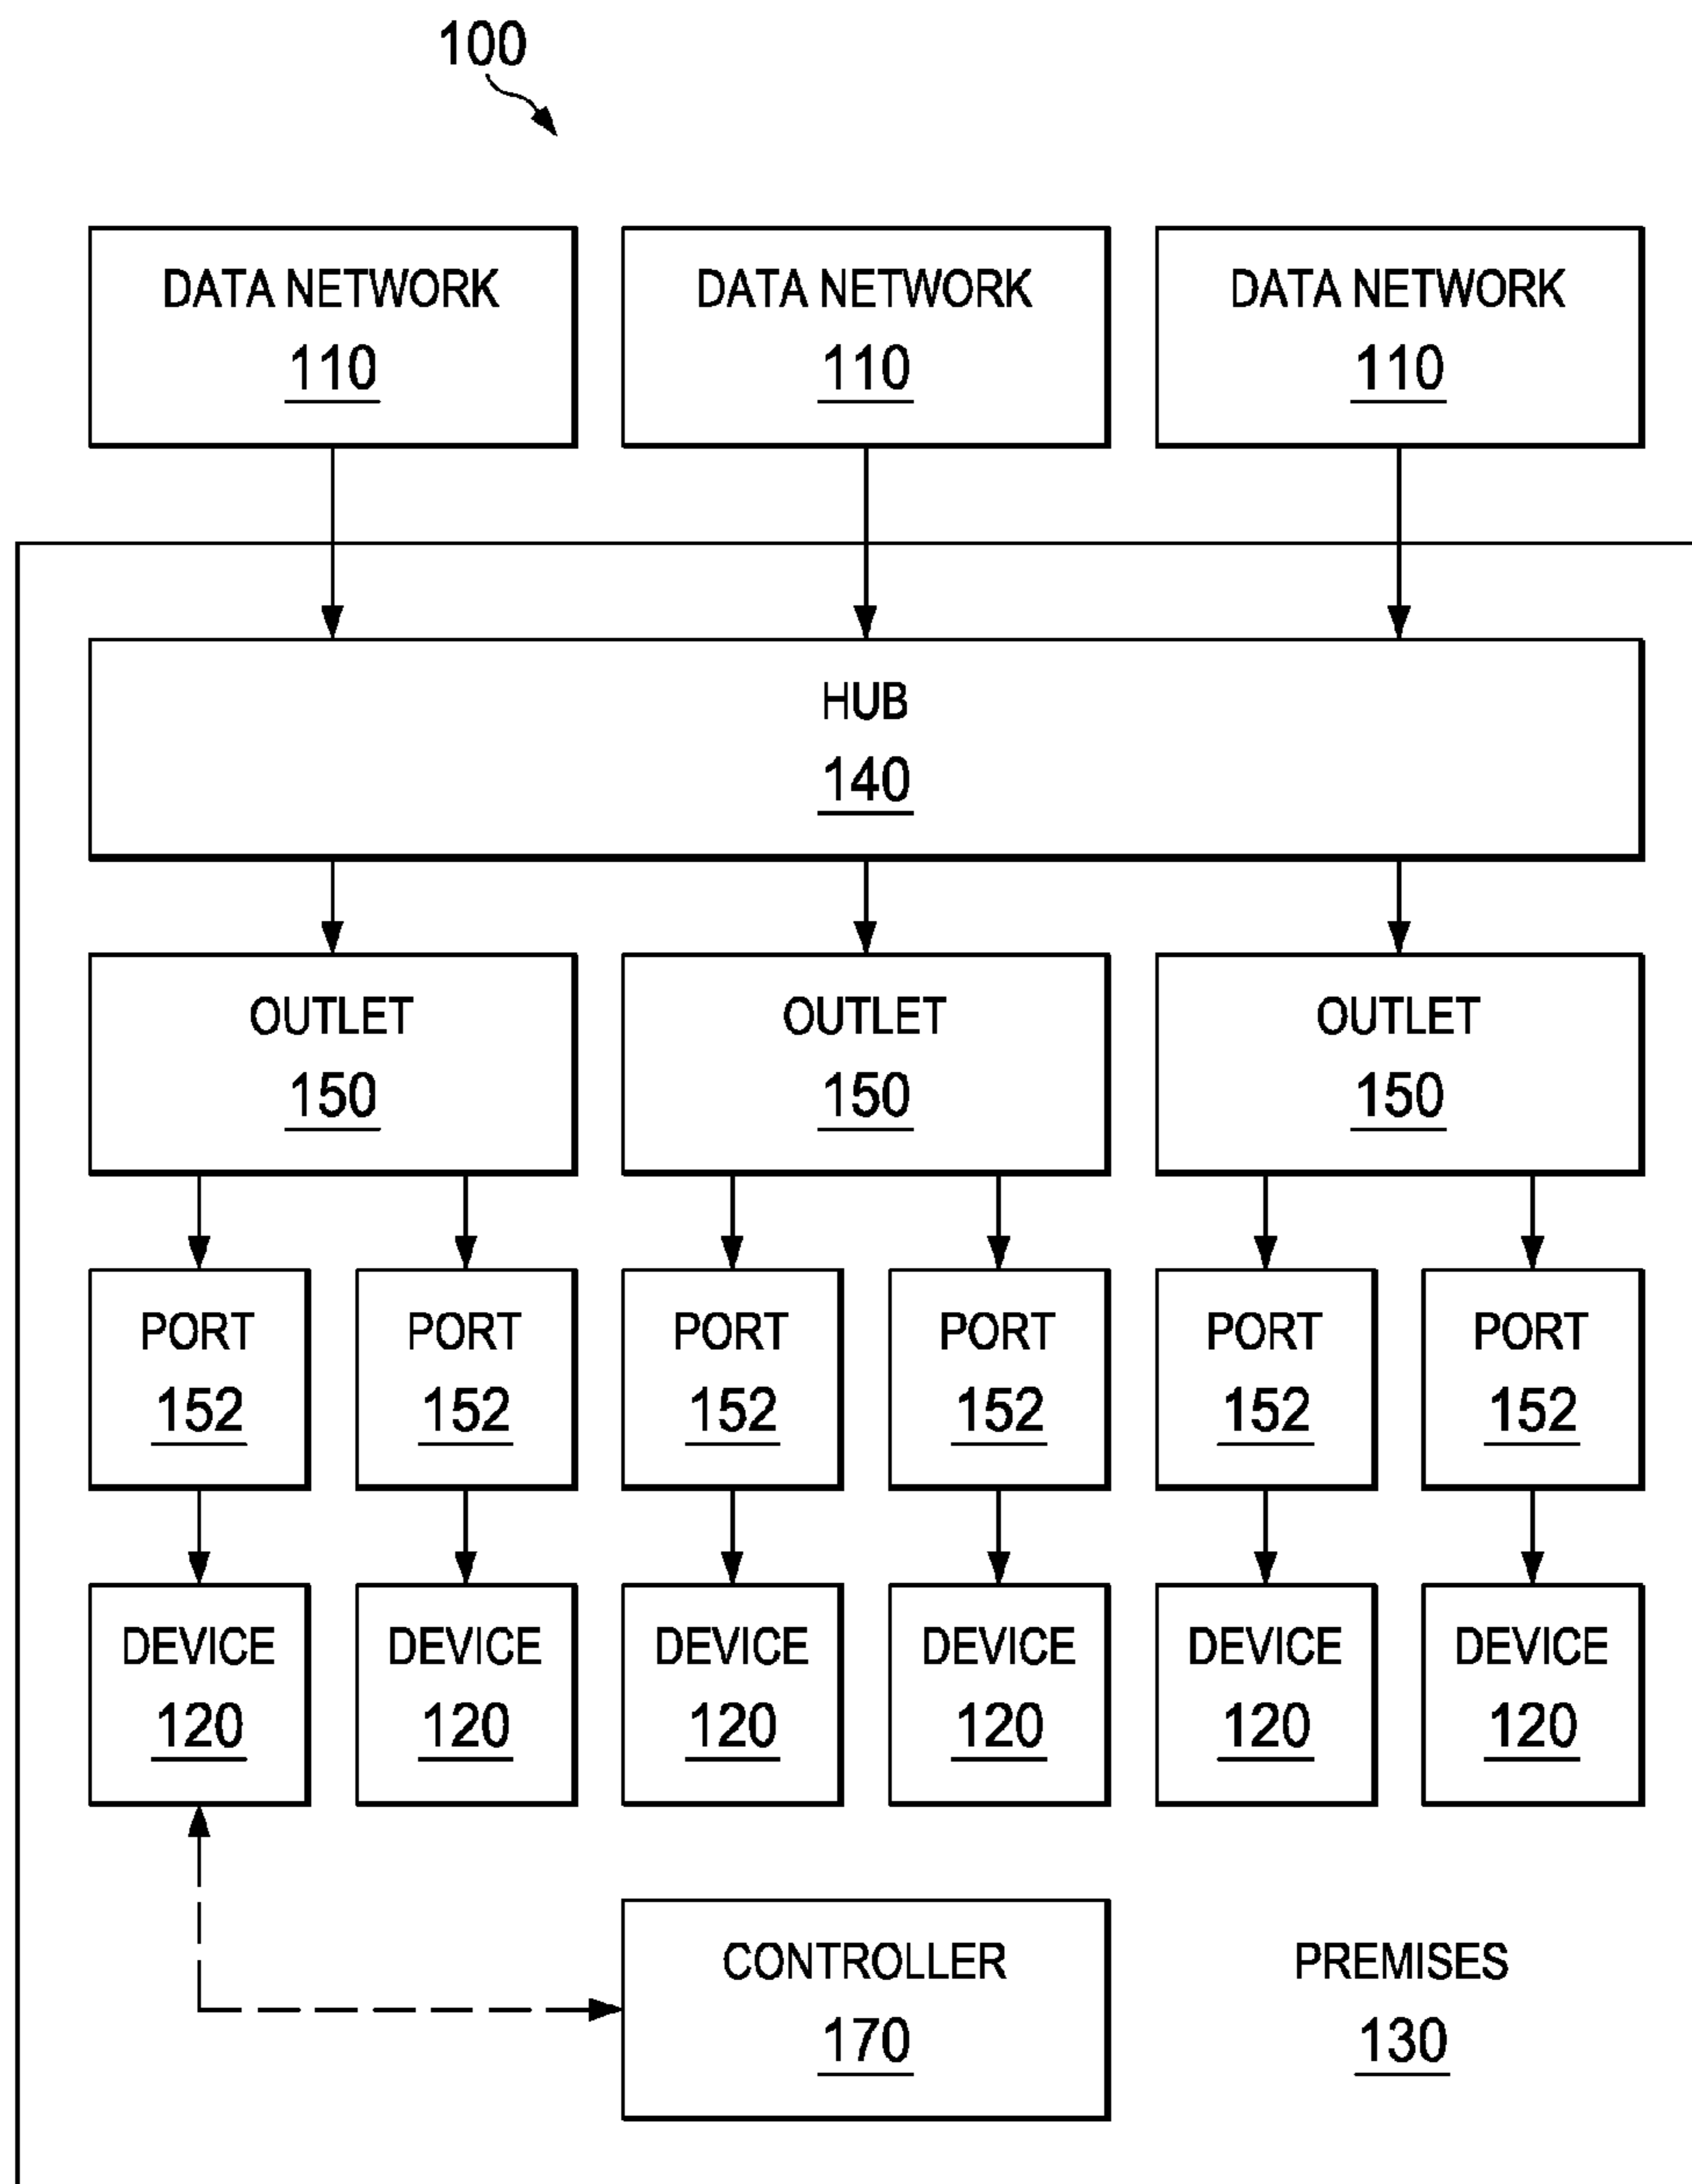 100
DATA NETWORK DATA NETWORK DATA NETWORK
110 110 110
HUB
140
OUTLET OUTLET OUTLET
150 150 150
PORT PORT PORT PORT PORT PORT
152 152 152 152 152 152
DEVICE DEVICE DEVICE DEVICE DEVICE DEVICE
120 120 120 120 120 120
CONTROLLER PREMISES
170 130